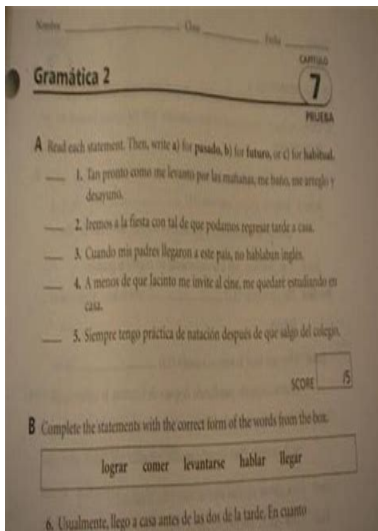 Nombre Clase Fecha
CAPÍTULO
Gramática 2
7
PRUEBA
A Read each statement. Then, write a) for pasado, b) for futuro, or c) for habitual.
1. Tan pronto como me levanto por las mañanas, me baño, me arreglo y
desayuno.
2. Iremos a la fiesta con tal de que podamos regresar tarde a casa.
3. Cuando mis padres llegaron a este país, no hablaban inglés.
4. A menos de que Jacinto me invite al cine, me quedaré estudiando en
casa.
5. Siempre tengo práctica de natación después de que salgo del colegio.
SCORE /5
B Complete the statements with the correct form of the words from the box.
lograr comer levantarse hablar llegar
6. Usualmente, llego a casa antes de las dos de la tarde. En cuanto